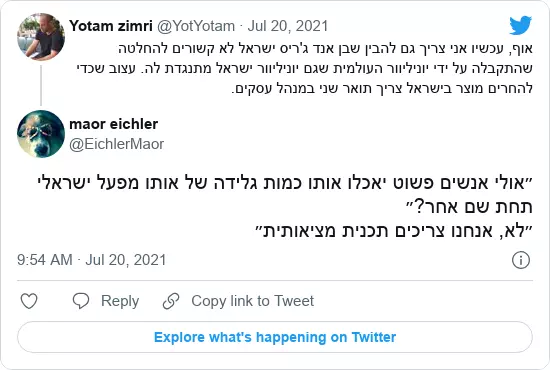 Yotam zimri @YotYotam · Jul 20, 2021
אוף, עכשיו אני צריך גם להבין שבן אנד ג'ריס ישראל לא קשורים להחלטה
שהתקבלה על ידי יוניליוור העולמית שגם יוניליוור ישראל מתנגדת לה. עצוב שכדי
להחרים מוצר בישראל צריך תואר שני במנהל עסקים.
maor eichler
@EichlerMaor
״אולי אנשים פשוט יאכלו אותו כמות גלידה של אותו מפעל ישראלי
תחת שם אחר?״
״לא, אנחנו צריכים תכנית מציאותית״
9:54 AM · Jul 20, 2021
Reply
Copy link to Tweet
Explore what's happening on Twitter